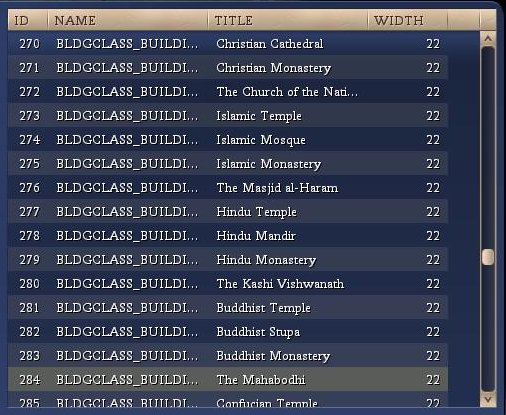 ID NAME TITLE WIDTH
270 BLDGCLASS_BUILDI... Christian Cathedral 22
271 BLDGCLASS_BUILDI... Christian Monastery 22
272 BLDGCLASS_BUILDI... The Church of the Nati... 22
273 BLDGCLASS_BUILDI... Islamic Temple 22
274 BLDGCLASS_BUILDI... Islamic Mosque 22
275 BLDGCLASS_BUILDI... Islamic Monastery 22
276 BLDGCLASS_BUILDI... The Masjid al-Haram 22
277 BLDGCLASS_BUILDI... Hindu Temple 22
278 BLDGCLASS_BUILDI... Hindu Mandir 22
279 BLDGCLASS_BUILDI... Hindu Monastery 22
280 BLDGCLASS_BUILDI... The Kashi Vishwanath 22
281 BLDGCLASS_BUILDI... Buddhist Temple 22
282 BLDGCLASS_BUILDI... Buddhist Stupa 22
283 BLDGCLASS_BUILDI... Buddhist Monastery 22
284 BLDGCLASS_BUILDI... The Mahabodhi 22
285 BLDGCLASS_BUILDI... Confucian Temple 22